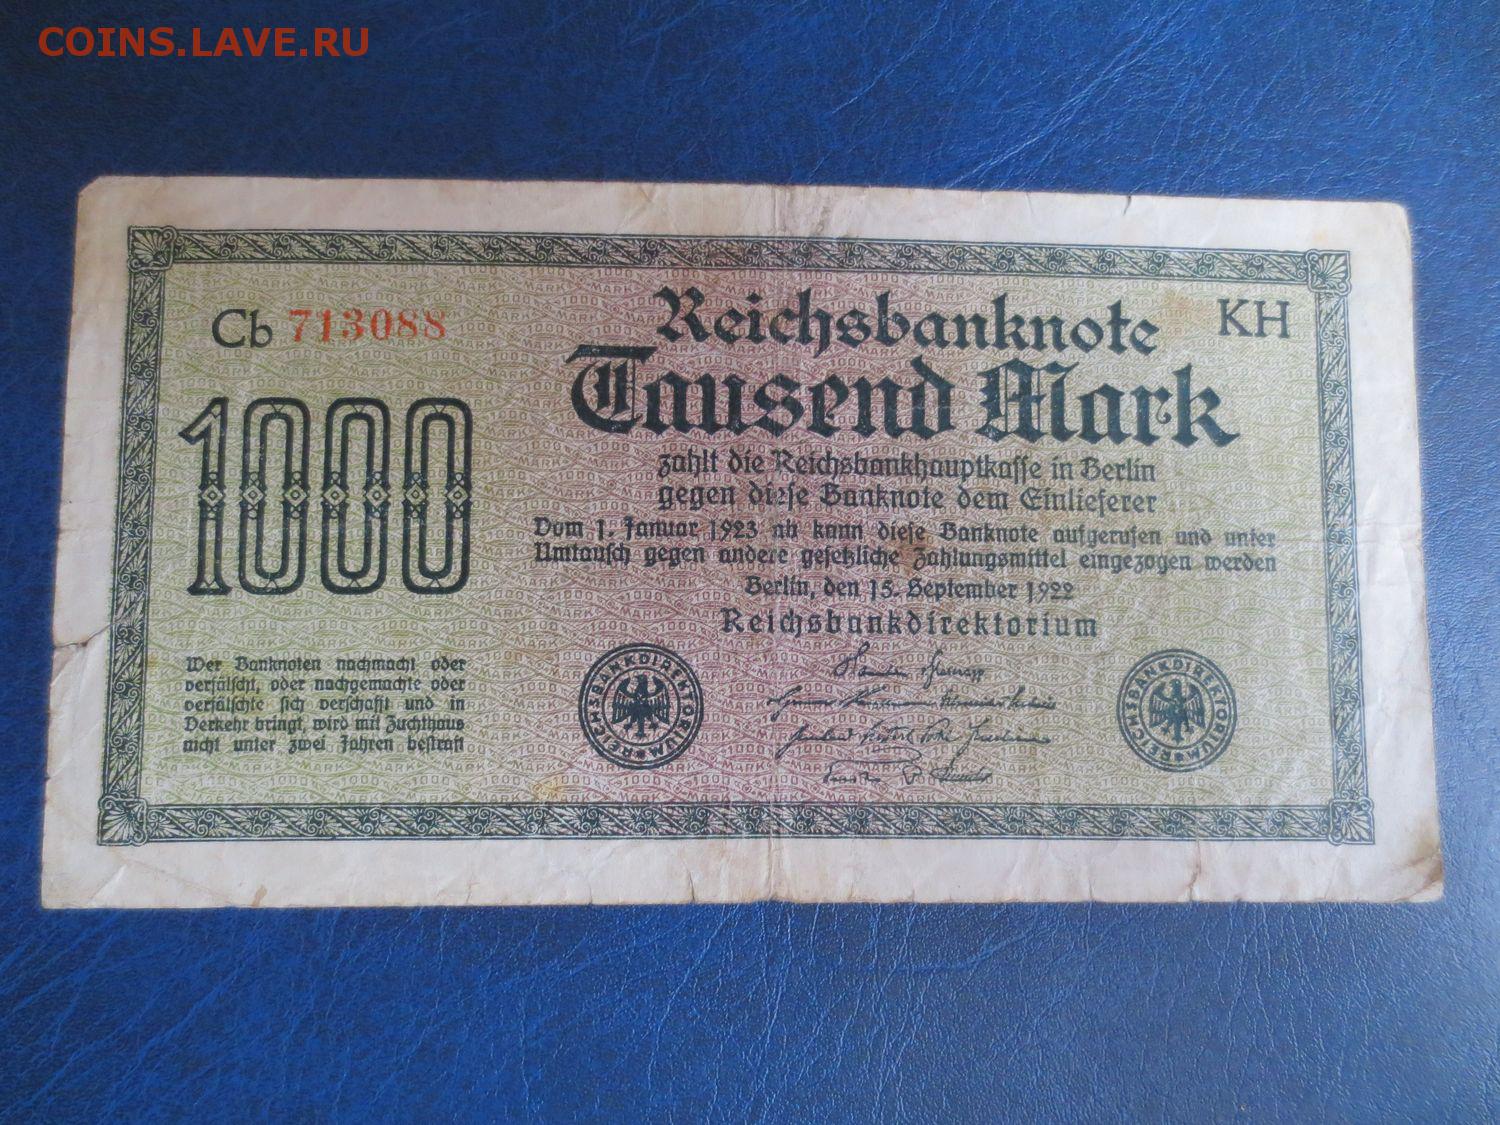 COINS.LAVE.RU
Cb 713088
KH
Reichsbanknote
Tausend Mark
1000
zahlt die Reichsbankhauptkasse in Berlin
gegen diese Banknote dem Einlieferer
Vom 1. Januar 1923 ab kann diese Banknote aufgerufen und unter
Umtausch gegen andere gesetzliche Zahlungsmittel eingezogen werden
Berlin, den 15. September 1922
Reichsbankdirektorium
Wer Banknoten nachmacht oder
verfälscht, oder nachgemachte oder
verfälschte sich verschafft und in
Verkehr bringt, wird mit Zuchthaus
nicht unter zwei Jahren bestraft
REICHSBANKDIREKTORIUM
REICHSBANKDIREKTORIUM